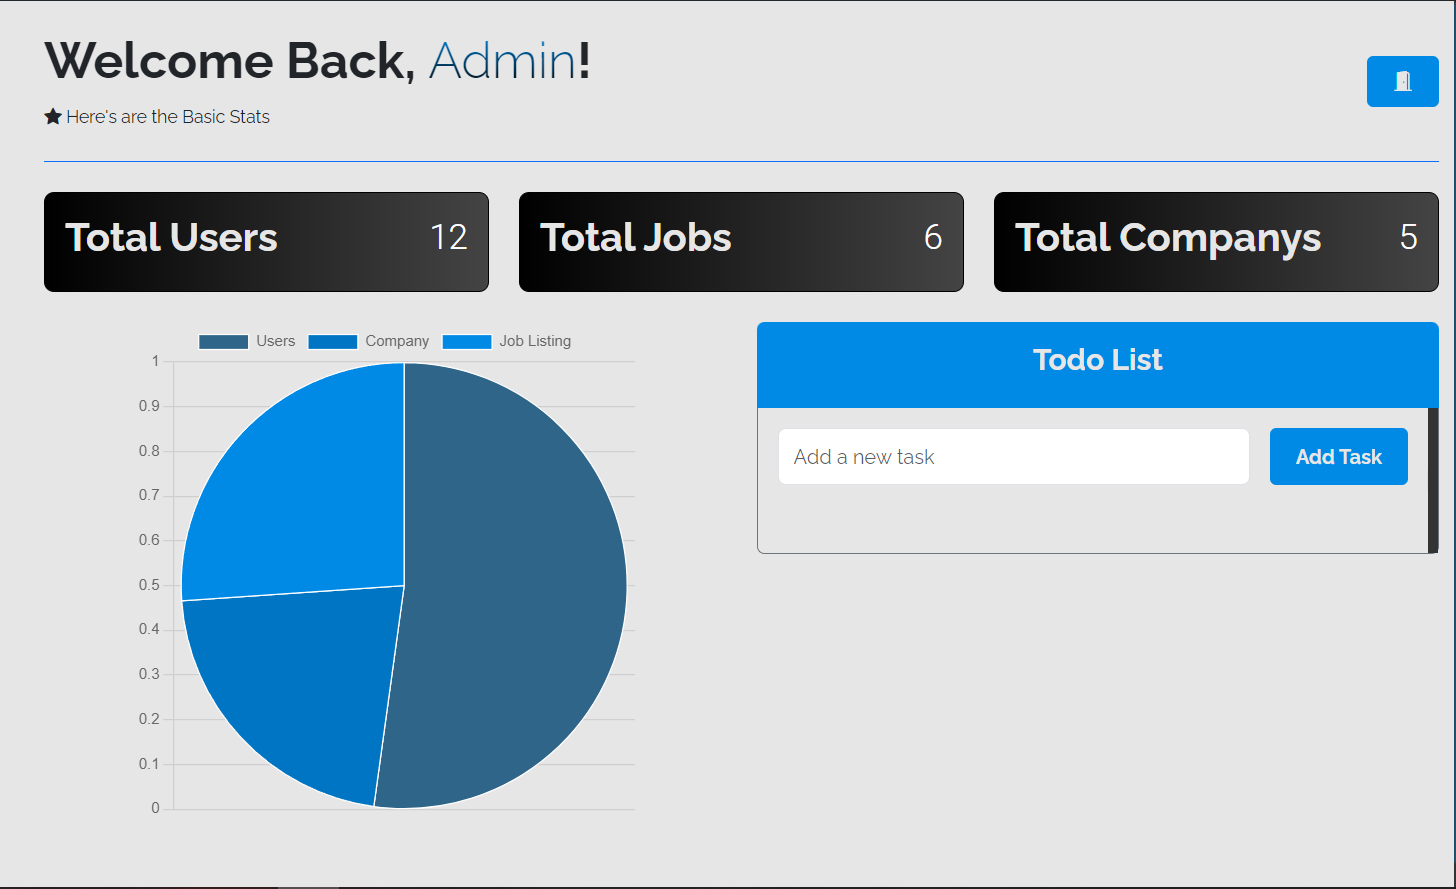 Welcome Back, Admin!
Here's are the Basic Stats
Total Users 12
Total Jobs 6
Total Companys 5
Users Company Job Listing
1
0.9
0.8
0.7
0.6
0.5
0.4
0.3
0.2
0.1
0
Todo List
Add a new task
Add Task